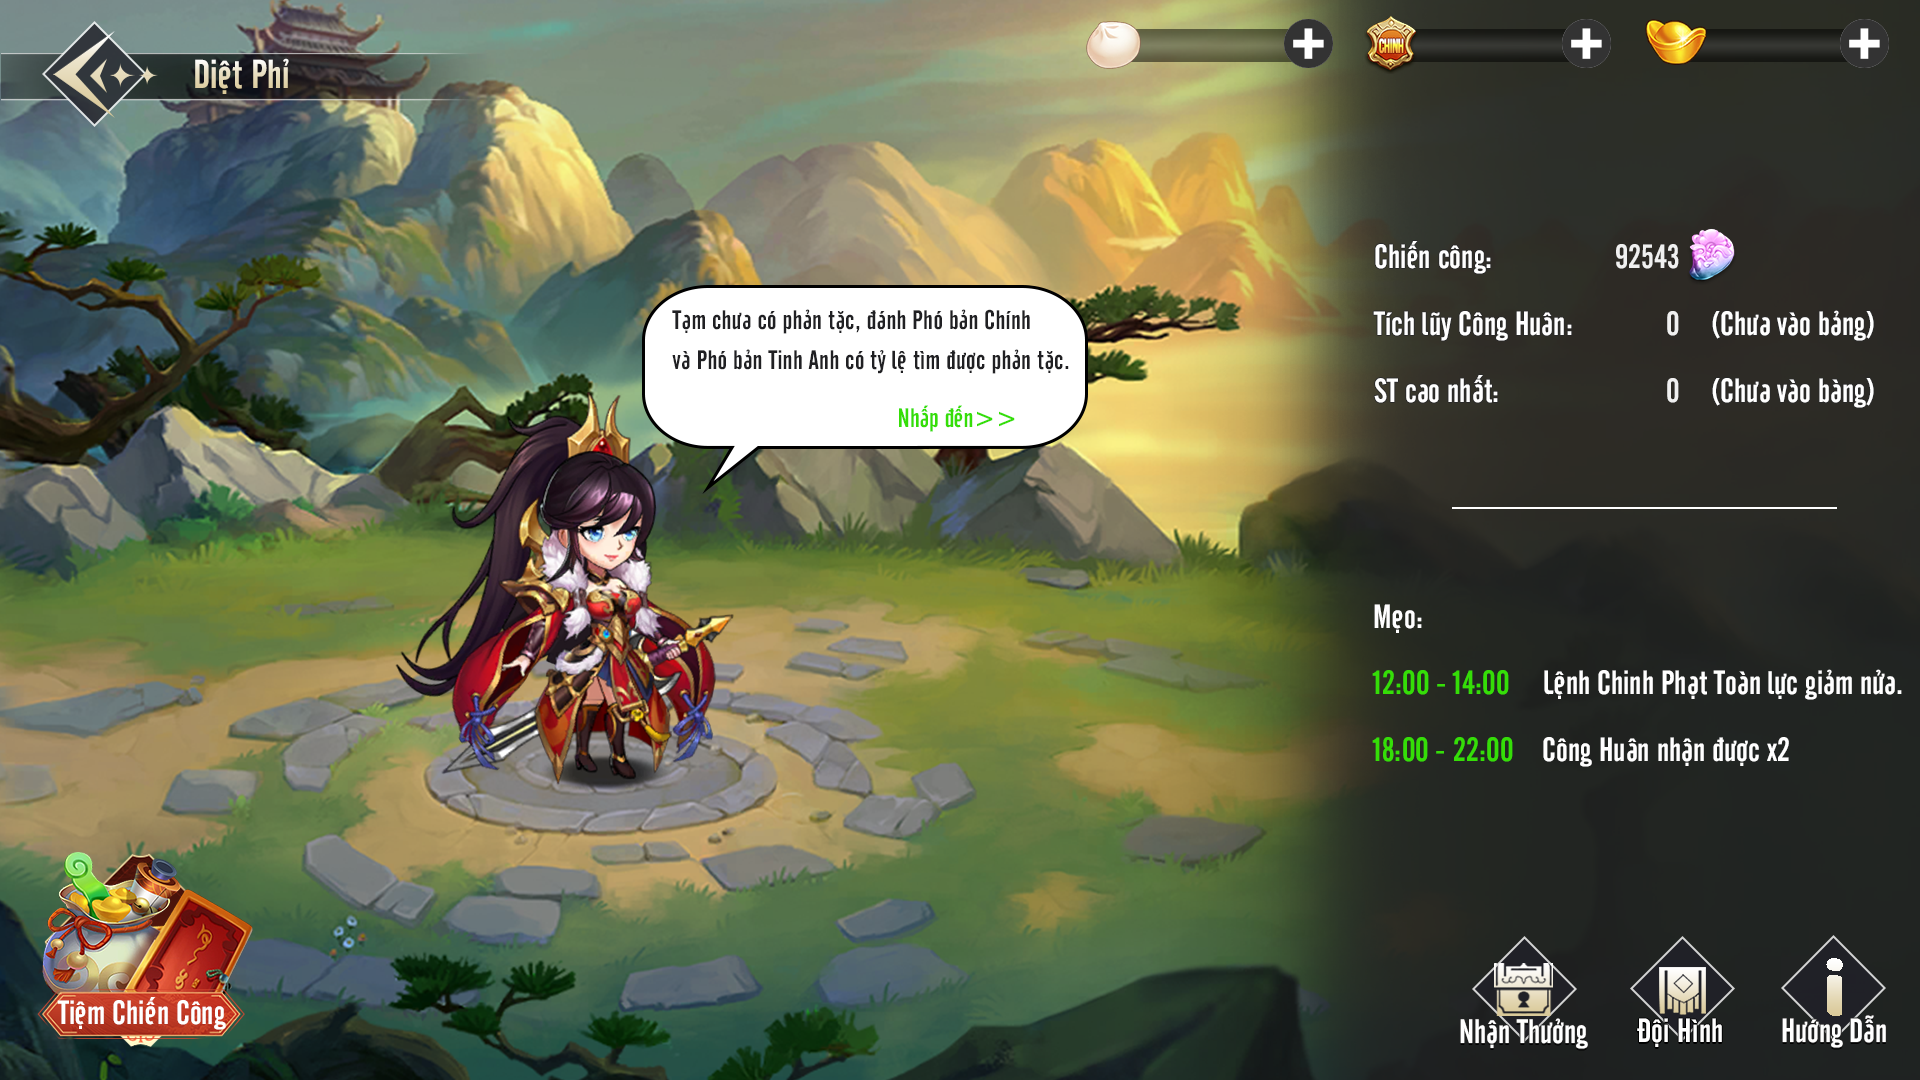 Diệt Phỉ
CHINH
Chiến công: 92543
Tích lũy Công Huân: 0 (Chưa vào bảng)
ST cao nhất: 0 (Chưa vào bàng)
Tạm chưa có phản tặc, đánh Phó bản Chính
và Phó bản Tinh Anh có tỷ lệ tìm được phản tặc.
Nhấp đến>>
Mẹo:
12:00 - 14:00 Lệnh Chinh Phạt Toàn lực giảm nửa.
18:00 - 22:00 Công Huân nhận được x2
Tiệm Chiến Công
Nhận Thưởng
Đội Hình
Hướng Dẫn